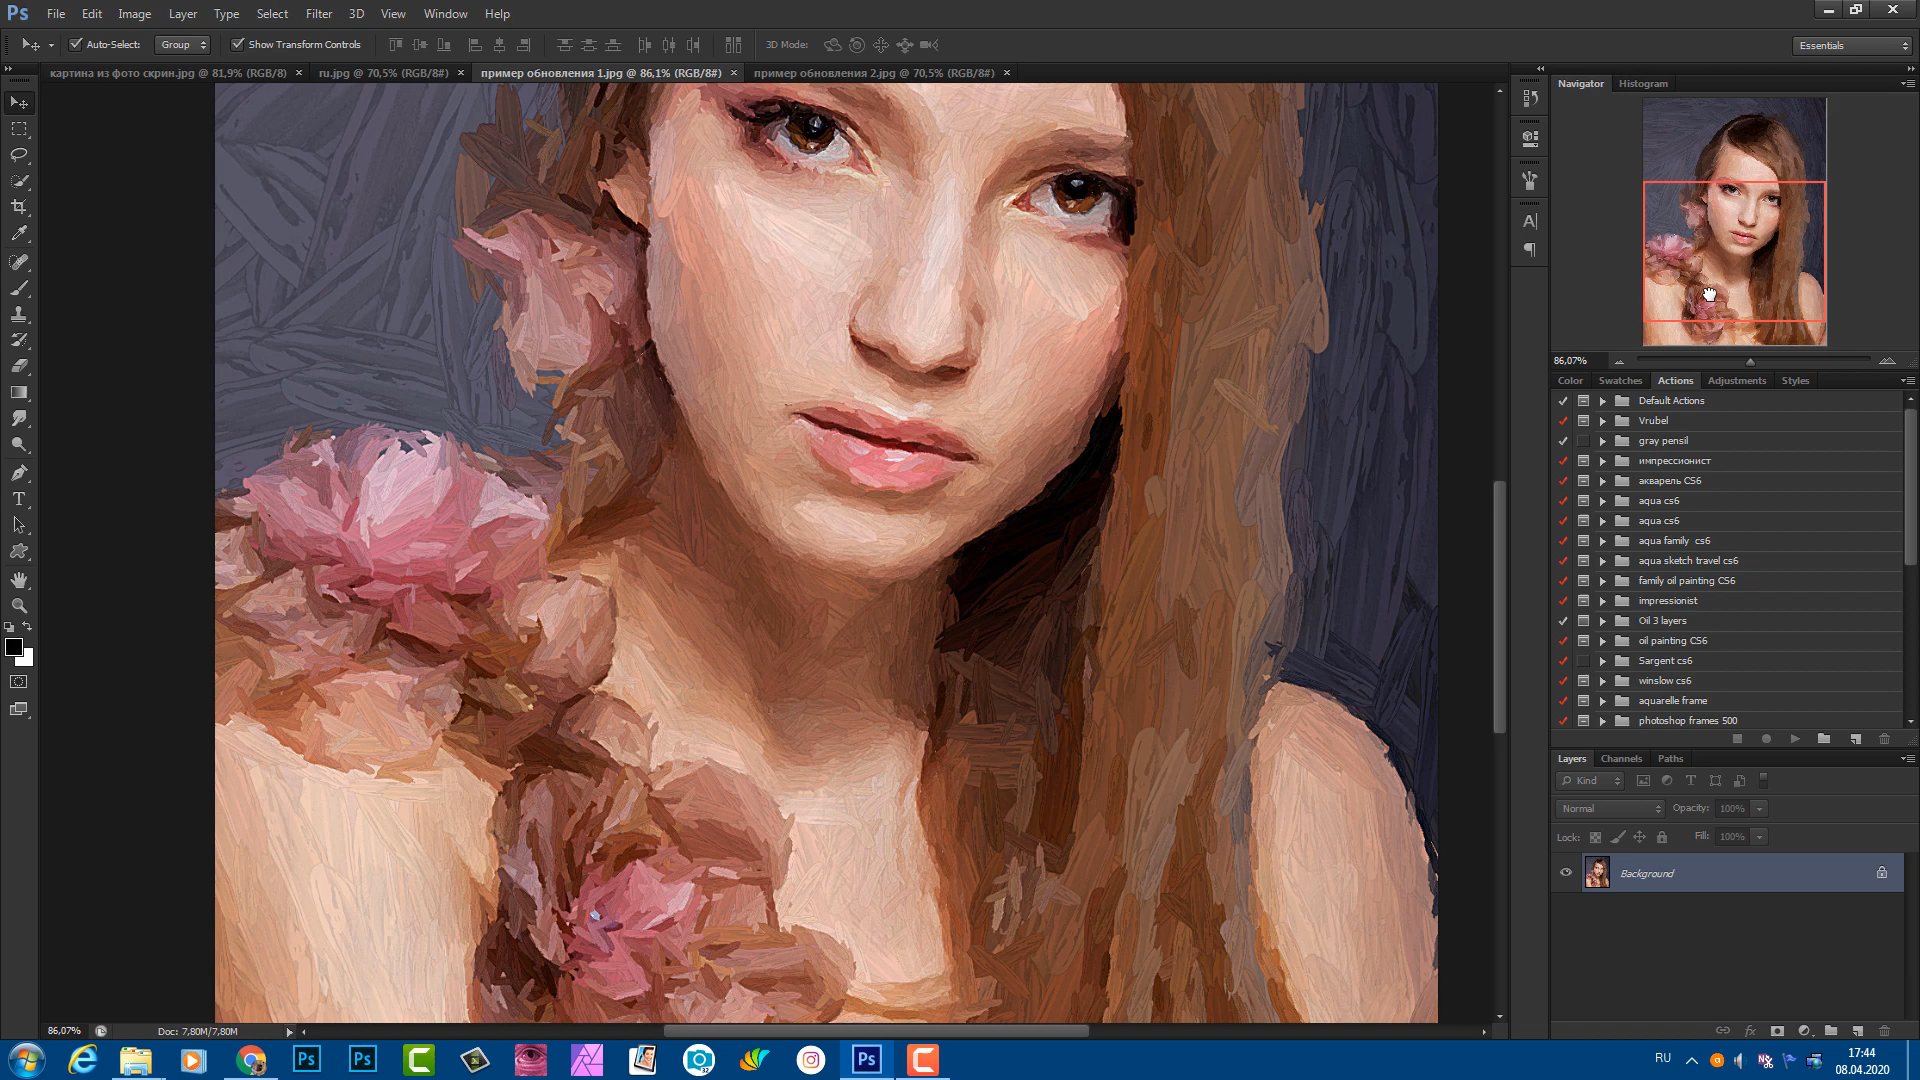 Ps File Edit Image Layer Type Select Filter 3D View Window Help
Auto-Select: Group Show Transform Controls 3D Mode: Essentials
картина из фото скрин.jpg @ 81,9% (RGB/8) × ru.jpg @ 70,5% (RGB/8#) × пример обновления 1.jpg @ 86,1% (RGB/8#) × пример обновления 2.jpg @ 70,5% (RGB/8#) ×
Navigator Histogram
86,07%
Color Swatches Actions Adjustments Styles
Default Actions
Vrubel
gray pensil
импрессионист
акварель CS6
aqua cs6
aqua cs6
aqua family cs6
aqua sketch travel cs6
family oil painting CS6
impressionist
Oil 3 layers
oil painting CS6
Sargent cs6
winslow cs6
aquarelle frame
photoshop frames 500
Layers Channels Paths
Kind
Normal Opacity: 100%
Lock: Fill: 100%
Background
fx
86,07% Doc: 7,80M/7,80M
Ps Ps 32 Ps
RU 17:44
08.04.2020